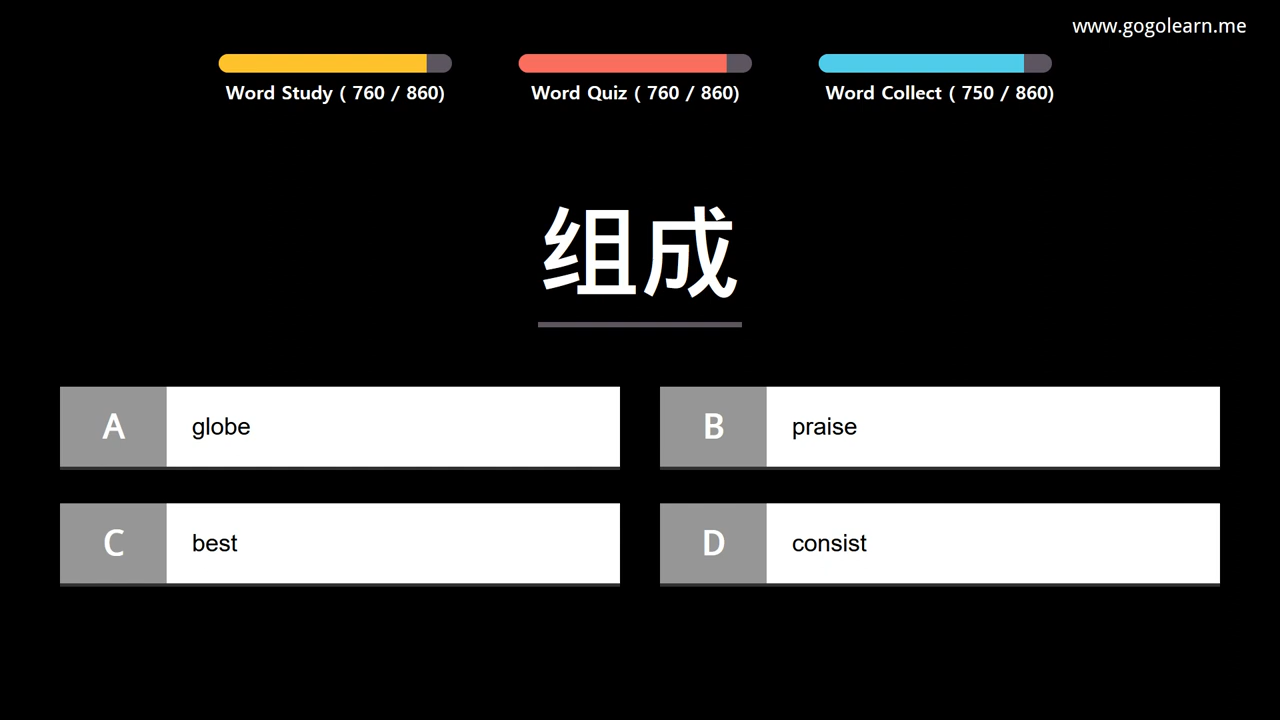 www.gogolearn.me
Word Study ( 760 / 860)
Word Quiz ( 760 / 860)
Word Collect ( 750 / 860)
组成
A globe
B praise
C best
D consist